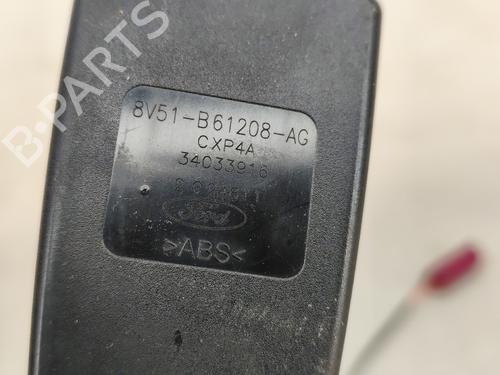 B-PARTS
8V51-B61208-AG
CXP4A
34033916
Ford
>ABS<